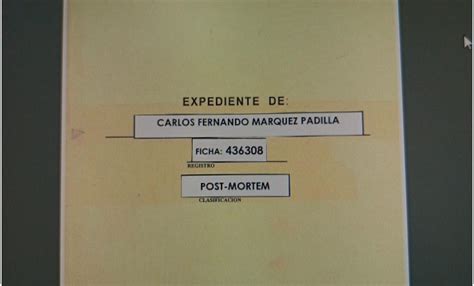 EXPEDIENTE DE:
CARLOS FERNANDO MARQUEZ PADILLA
FICHA: 436308
REGISTRO
POST-MORTEM
CLASIFICACION